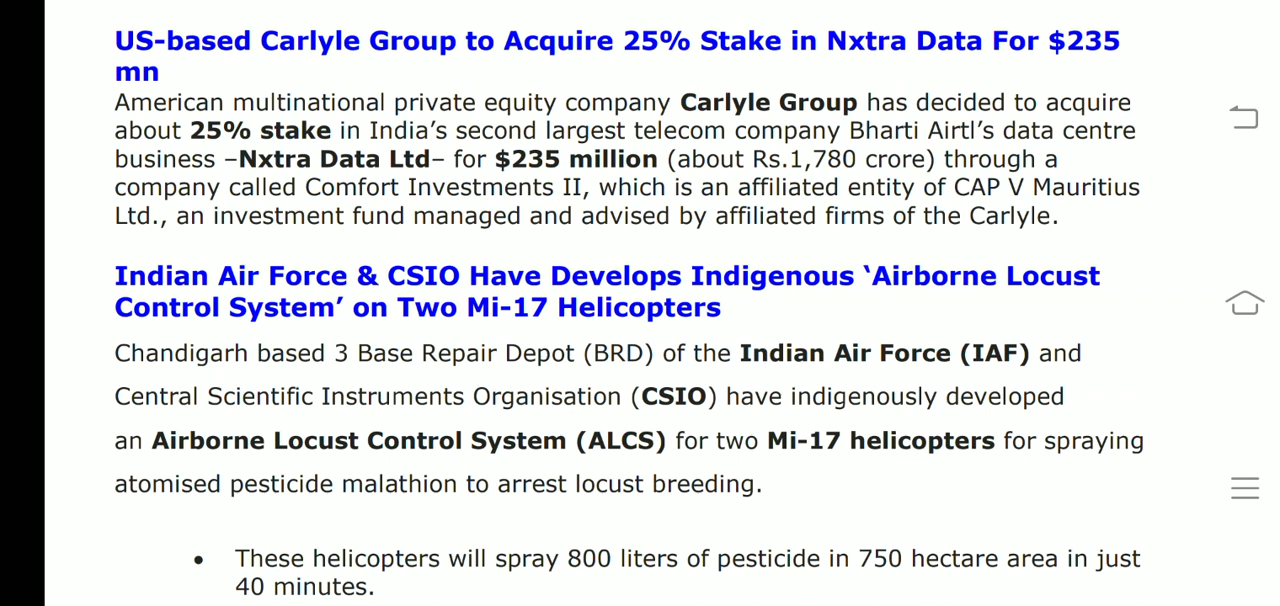 US-based Carlyle Group to Acquire 25% Stake in Nxtra Data For $235
mn
American multinational private equity company Carlyle Group has decided to acquire
about 25% stake in India’s second largest telecom company Bharti Airtl’s data centre
business –Nxtra Data Ltd– for $235 million (about Rs.1,780 crore) through a
company called Comfort Investments II, which is an affiliated entity of CAP V Mauritius
Ltd., an investment fund managed and advised by affiliated firms of the Carlyle.
Indian Air Force & CSIO Have Develops Indigenous ‘Airborne Locust
Control System’ on Two Mi-17 Helicopters
Chandigarh based 3 Base Repair Depot (BRD) of the Indian Air Force (IAF) and
Central Scientific Instruments Organisation (CSIO) have indigenously developed
an Airborne Locust Control System (ALCS) for two Mi-17 helicopters for spraying
atomised pesticide malathion to arrest locust breeding.
• These helicopters will spray 800 liters of pesticide in 750 hectare area in just
40 minutes.